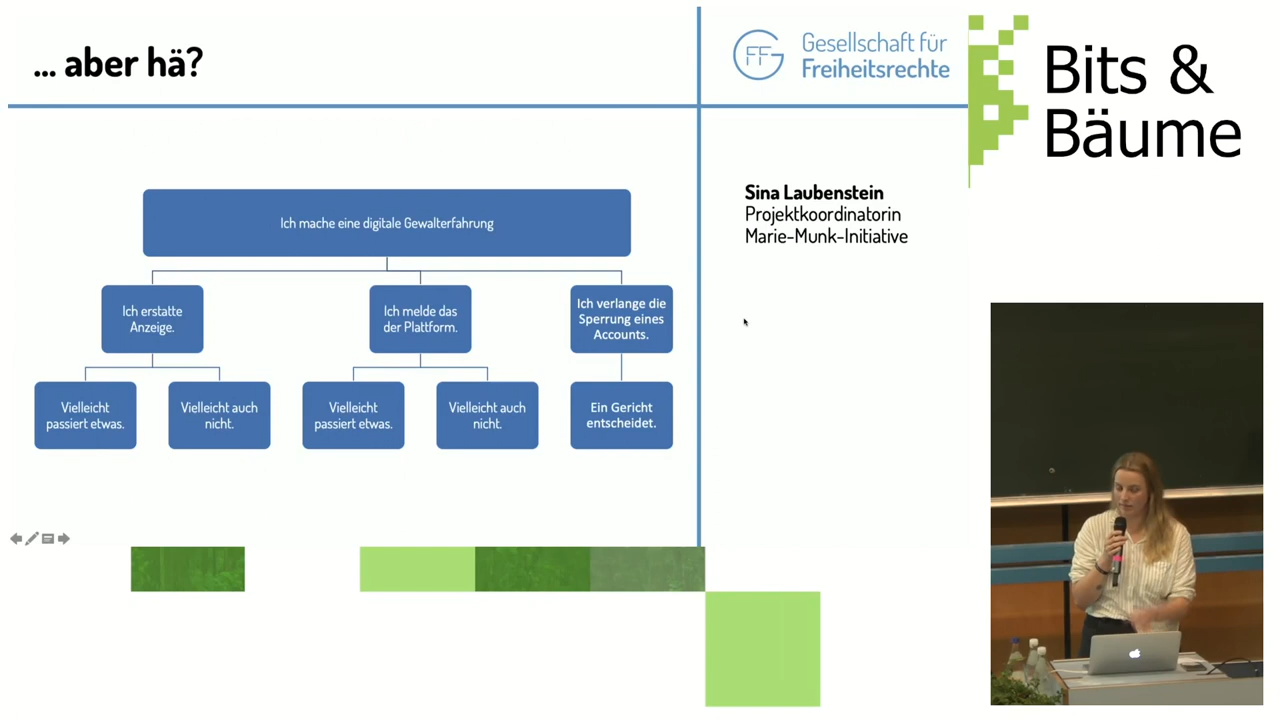 ... aber hä?
GFF
Gesellschaft für
Freiheitsrechte
Bits &
Bäume
Sina Laubenstein
Projektkoordinatorin
Marie-Munk-Initiative
Ich mache eine digitale Gewalterfahrung
Ich erstatte
Anzeige.
Ich melde das
der Plattform.
Ich verlange die
Sperrung eines
Accounts.
Vielleicht
passiert etwas.
Vielleicht auch
nicht.
Vielleicht
passiert etwas.
Vielleicht auch
nicht.
Ein Gericht
entscheidet.